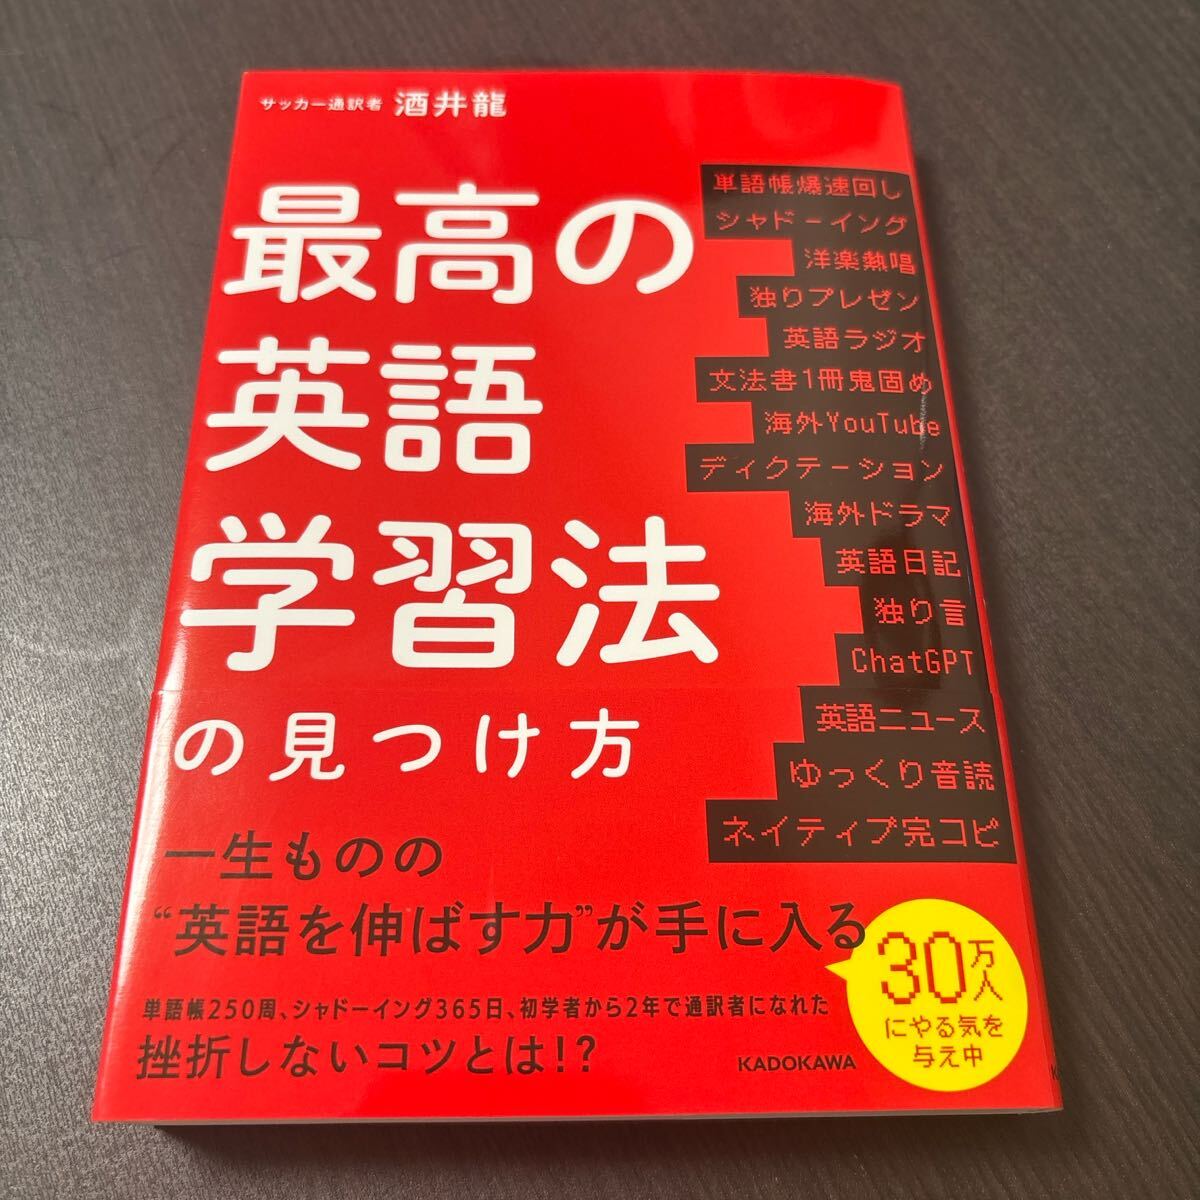 サッカー通訳者 酒井龍
最高の
英語
学習法
の見つけ方
単語帳爆速回し
シャドーイング
洋楽熱唱
独りプレゼン
英語ラジオ
文法書1冊鬼固め
海外YouTube
ディクテーション
海外ドラマ
英語日記
独り言
ChatGPT
英語ニュース
ゆっくり音読
ネイティブ完コピ
一生ものの
“英語を伸ばす力”が手に入る
単語帳250周、シャドーイング365日、初学者から2年で通訳者になれた
挫折しないコツとは!?
KADOKAWA
30万人
にやる気を
与え中